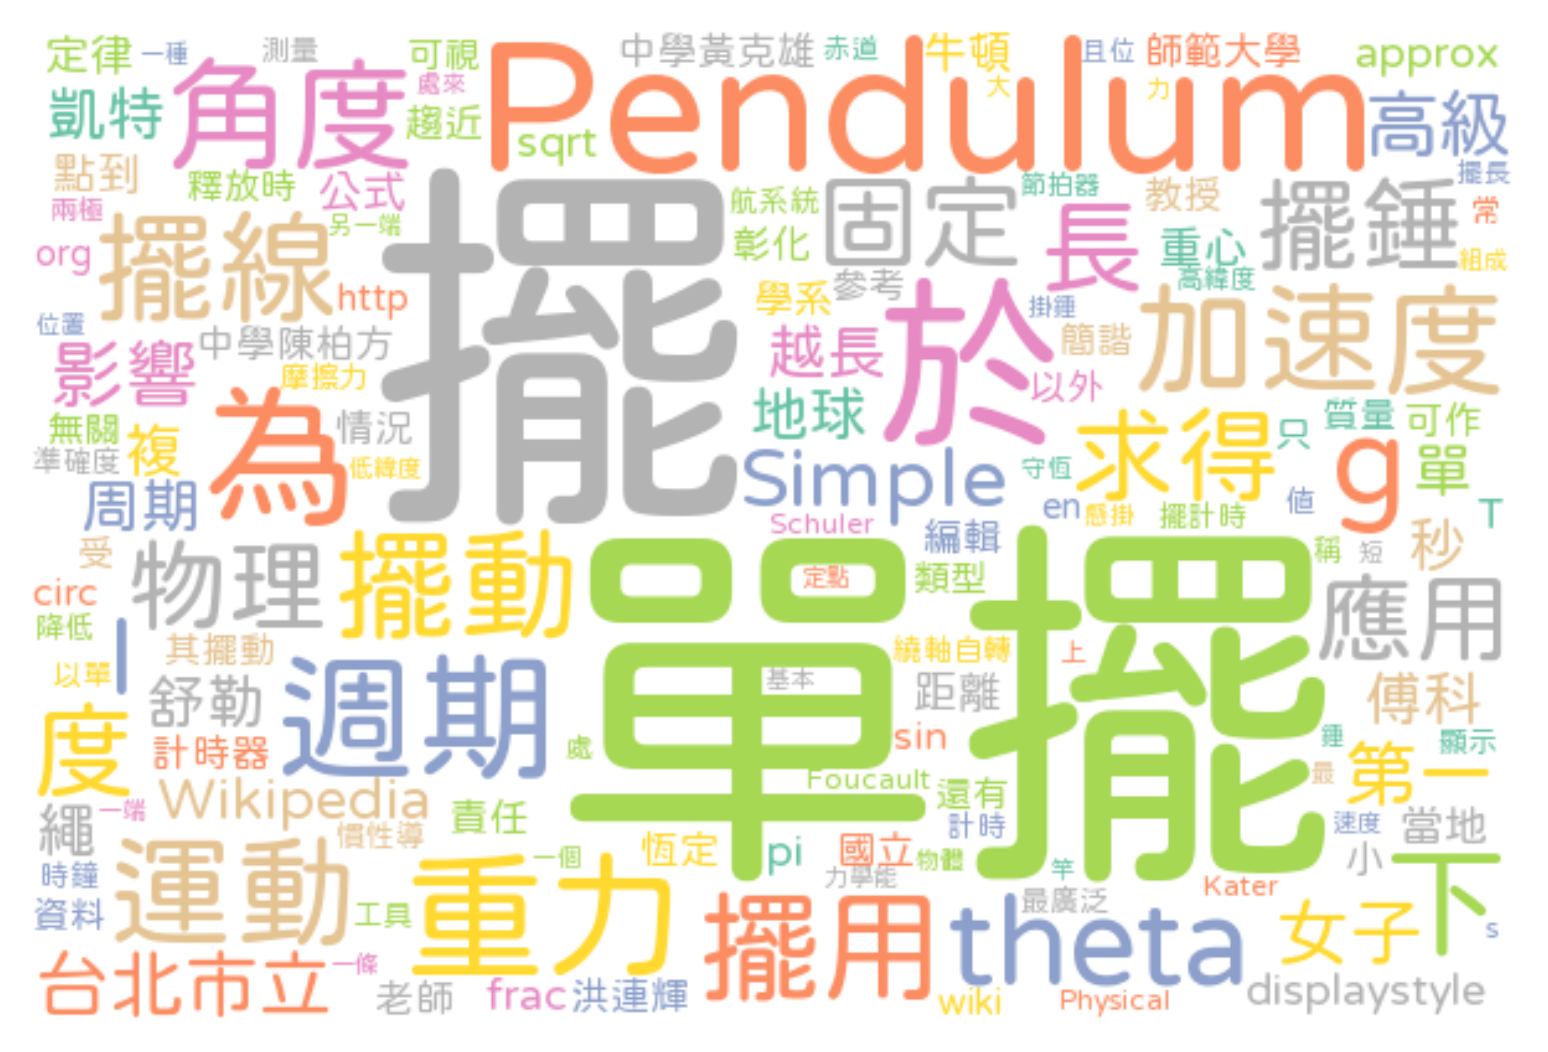 定律 一種 測量 可視 中學黃克雄 赤道 牛頓 且位 師範大學 approx
凱特 角度 處來 趨近 Pendulum 大 力 高級
sqrt
點到 釋放時 公式 航系統 固定 節拍器 教授 擺長
兩極 擺線 另一端 擺 彰化 長 重心 擺錘 常
org http 學系 參考 高緯度 組成
位置 中學陳柏方 越長 於 掛鍾 簡諧 加速度
影響 摩擦力 以外
無關 複 為 情況 地球 求得 只 質量 可作
準確度 低緯度 Simple 守恆 g 單
周期 Schuler en 懸掛 擺計時 值 T
受 物理 擺動 單擺 定點 編輯 類型 稱 短 秒
circ 應用
降低 l 其擺動 繞軸自轉 上
以單 舒勒 週期 基本 距離 傅科
度 計時器 處 sin 鍾 顯示
Wikipedia Foucault 還有 最 第一
繩 一端 慣性導 責任 計時 速度 當地
時鐘 運動 重力 一個 恆定 pi 國立 物體 竿 小 下
資料 工具 力學能 最廣泛 Kater
擺用 theta 女子 s
台北市立 一條 老師 frac 洪連輝 wiki Physical displaystyle